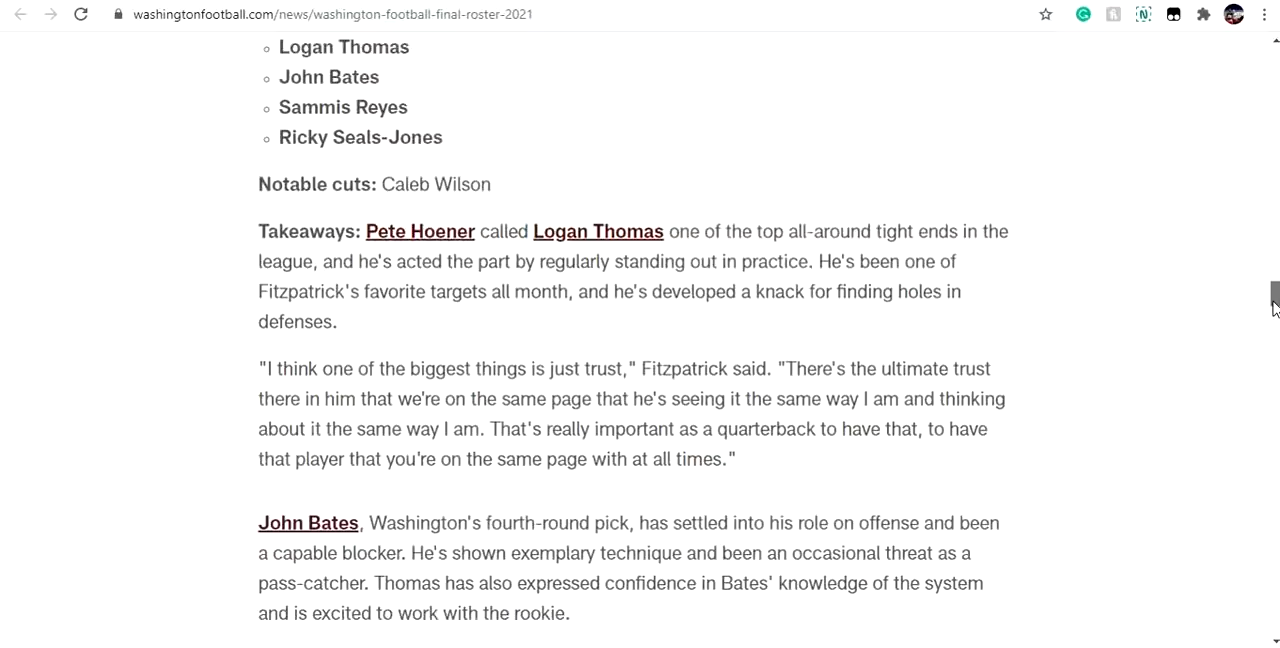 washingtonfootball.com/news/washington-football-final-roster-2021
Logan Thomas
John Bates
Sammis Reyes
Ricky Seals-Jones
Notable cuts: Caleb Wilson
Takeaways: Pete Hoener called Logan Thomas one of the top all-around tight ends in the
league, and he's acted the part by regularly standing out in practice. He's been one of
Fitzpatrick's favorite targets all month, and he's developed a knack for finding holes in
defenses.
"I think one of the biggest things is just trust," Fitzpatrick said. "There's the ultimate trust
there in him that we're on the same page that he's seeing it the same way I am and thinking
about it the same way I am. That's really important as a quarterback to have that, to have
that player that you're on the same page with at all times."
John Bates, Washington's fourth-round pick, has settled into his role on offense and been
a capable blocker. He's shown exemplary technique and been an occasional threat as a
pass-catcher. Thomas has also expressed confidence in Bates' knowledge of the system
and is excited to work with the rookie.